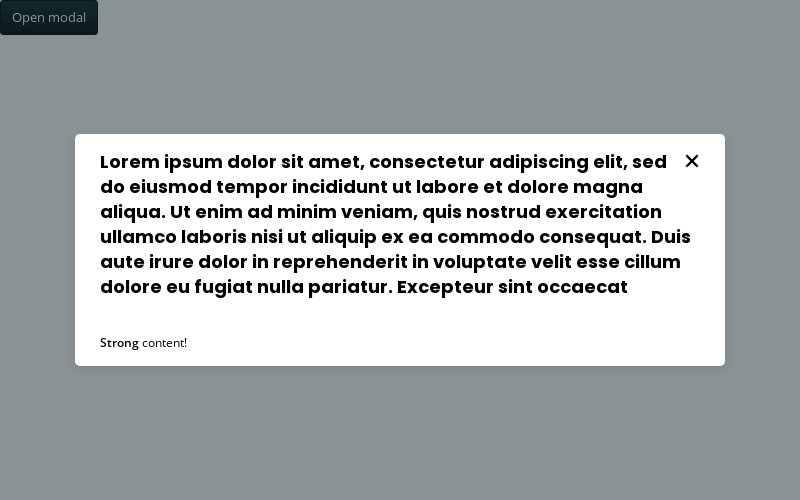 Open modal
Lorem ipsum dolor sit amet, consectetur adipiscing elit, sed
do eiusmod tempor incididunt ut labore et dolore magna
aliqua. Ut enim ad minim veniam, quis nostrud exercitation
ullamco laboris nisi ut aliquip ex ea commodo consequat. Duis
aute irure dolor in reprehenderit in voluptate velit esse cillum
dolore eu fugiat nulla pariatur. Excepteur sint occaecat
Strong content!